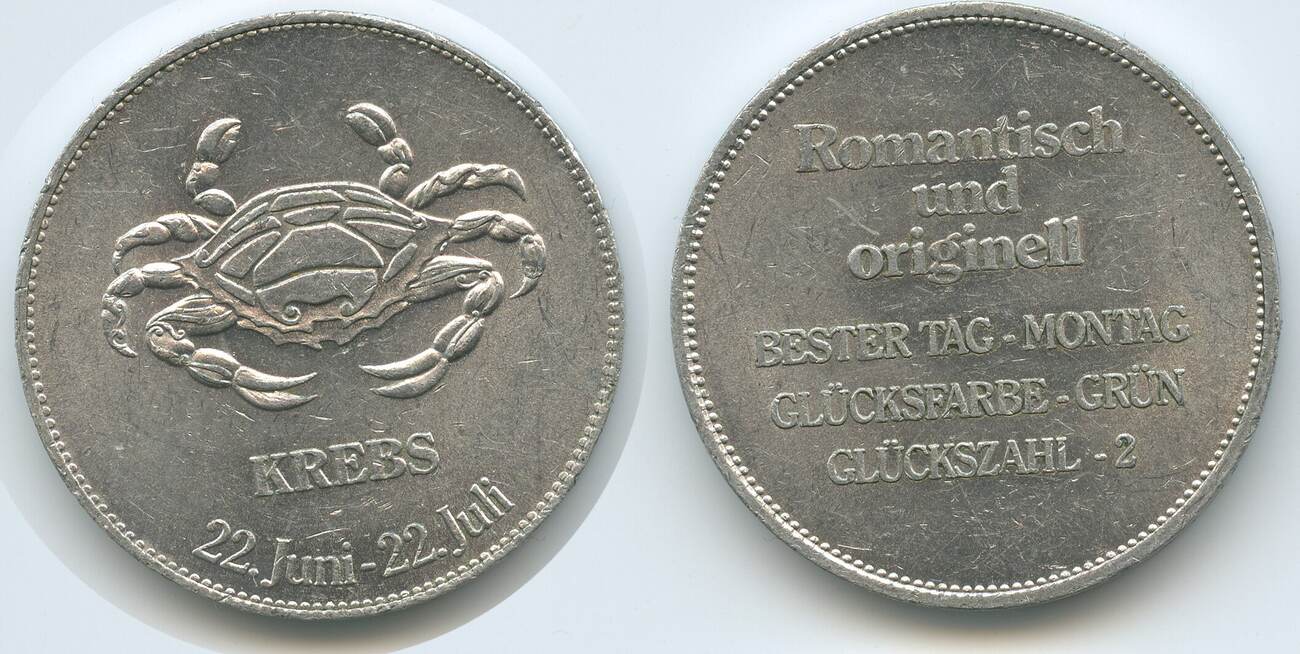 KREBS
22. Juni - 22. Juli
Romantisch
und
originell
BESTER TAG - MONTAG
GLÜCKSFARBE - GRÜN
GLÜCKSZAHL - 2